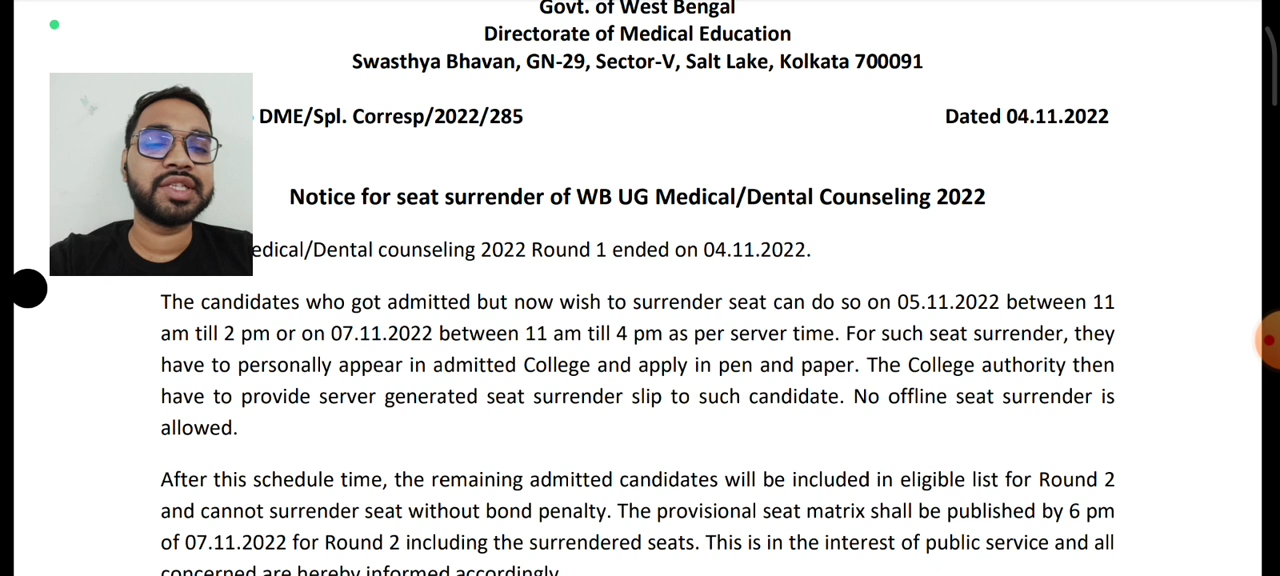 Govt. of West Bengal
Directorate of Medical Education
Swasthya Bhavan, GN-29, Sector-V, Salt Lake, Kolkata 700091
DME/Spl. Corresp/2022/285 Dated 04.11.2022
Notice for seat surrender of WB UG Medical/Dental Counseling 2022
edical/Dental counseling 2022 Round 1 ended on 04.11.2022.
The candidates who got admitted but now wish to surrender seat can do so on 05.11.2022 between 11
am till 2 pm or on 07.11.2022 between 11 am till 4 pm as per server time. For such seat surrender, they
have to personally appear in admitted College and apply in pen and paper. The College authority then
have to provide server generated seat surrender slip to such candidate. No offline seat surrender is
allowed.
After this schedule time, the remaining admitted candidates will be included in eligible list for Round 2
and cannot surrender seat without bond penalty. The provisional seat matrix shall be published by 6 pm
of 07.11.2022 for Round 2 including the surrendered seats. This is in the interest of public service and all
concerned are hereby informed accordingly.